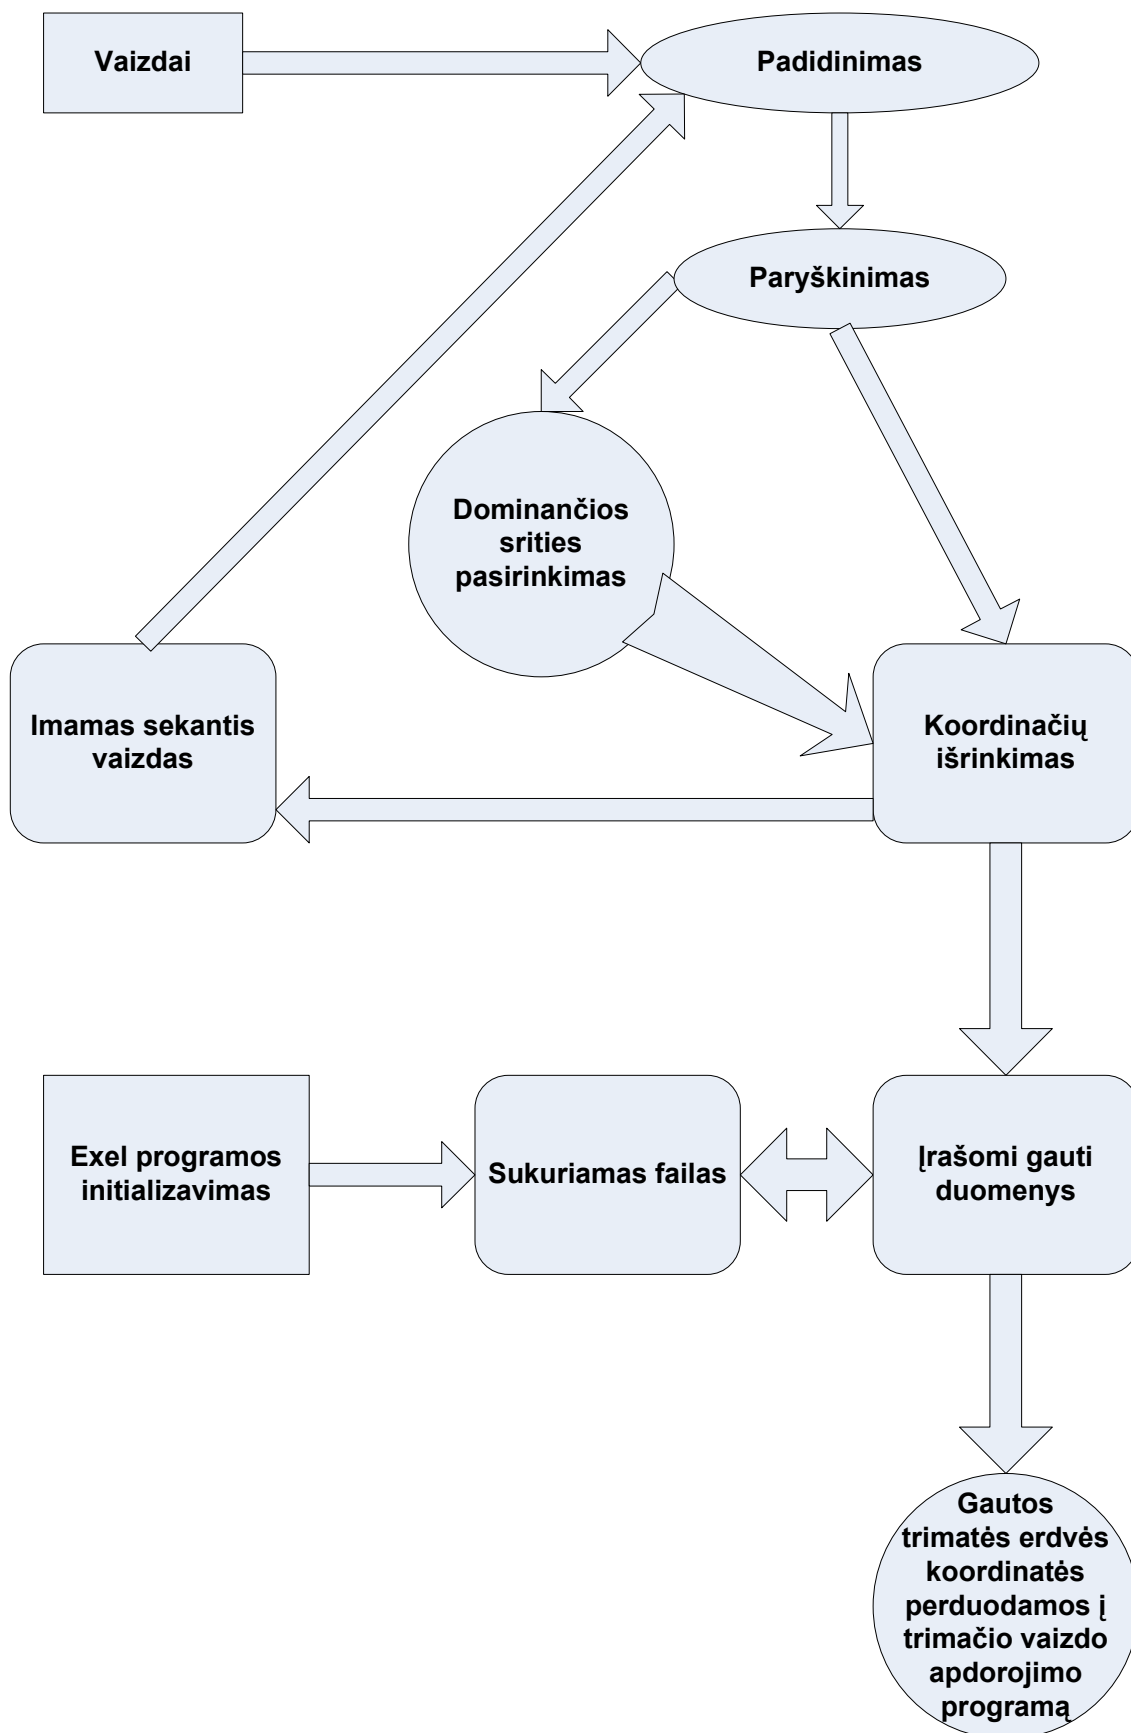 Vaizdai
Padidinimas
Paryškinimas
Dominančios
srities
pasirinkimas
Imamas sekantis
vaizdas
Koordinačių
išrinkimas
Exel programos
initializavimas
Sukuriamas failas
Įrašomi gauti
duomenys
Gautos
trimatės erdvės
koordinatės
perduodamos į
trimačio vaizdo
apdorojimo
programą